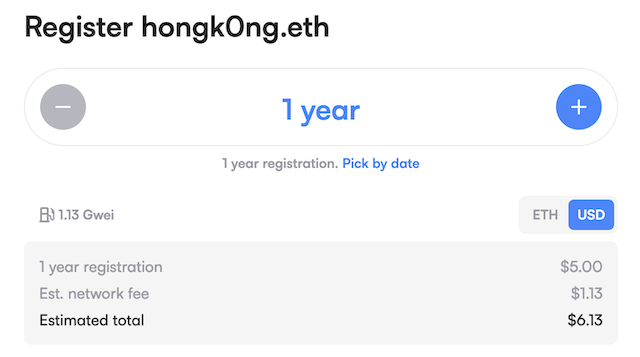 Register hongk0ng.eth
1 year
1 year registration. Pick by date
1.13 Gwei
ETH USD
1 year registration $5.00
Est. network fee $1.13
Estimated total $6.13